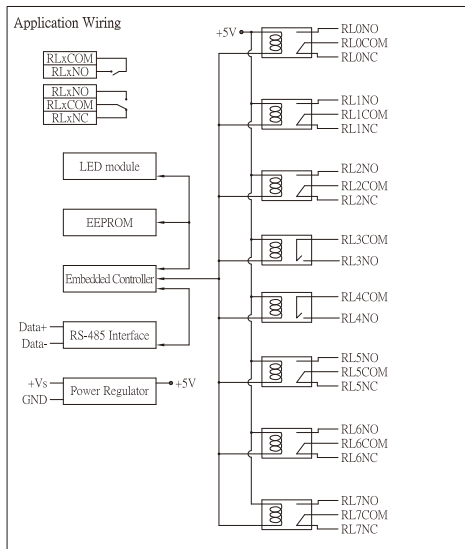 Application Wiring
RLxCOM
RLxNO
RLxNO
RLxCOM
RLxNC
LED module
EEPROM
Embedded Controller
Data+
Data-
RS-485 Interface
+Vs
GND
Power Regulator
+5V
+5V
RL0NO
RL0COM
RL0NC
RL1NO
RL1COM
RL1NC
RL2NO
RL2COM
RL2NC
RL3COM
RL3NO
RL4COM
RL4NO
RL5NO
RL5COM
RL5NC
RL6NO
RL6COM
RL6NC
RL7NO
RL7COM
RL7NC